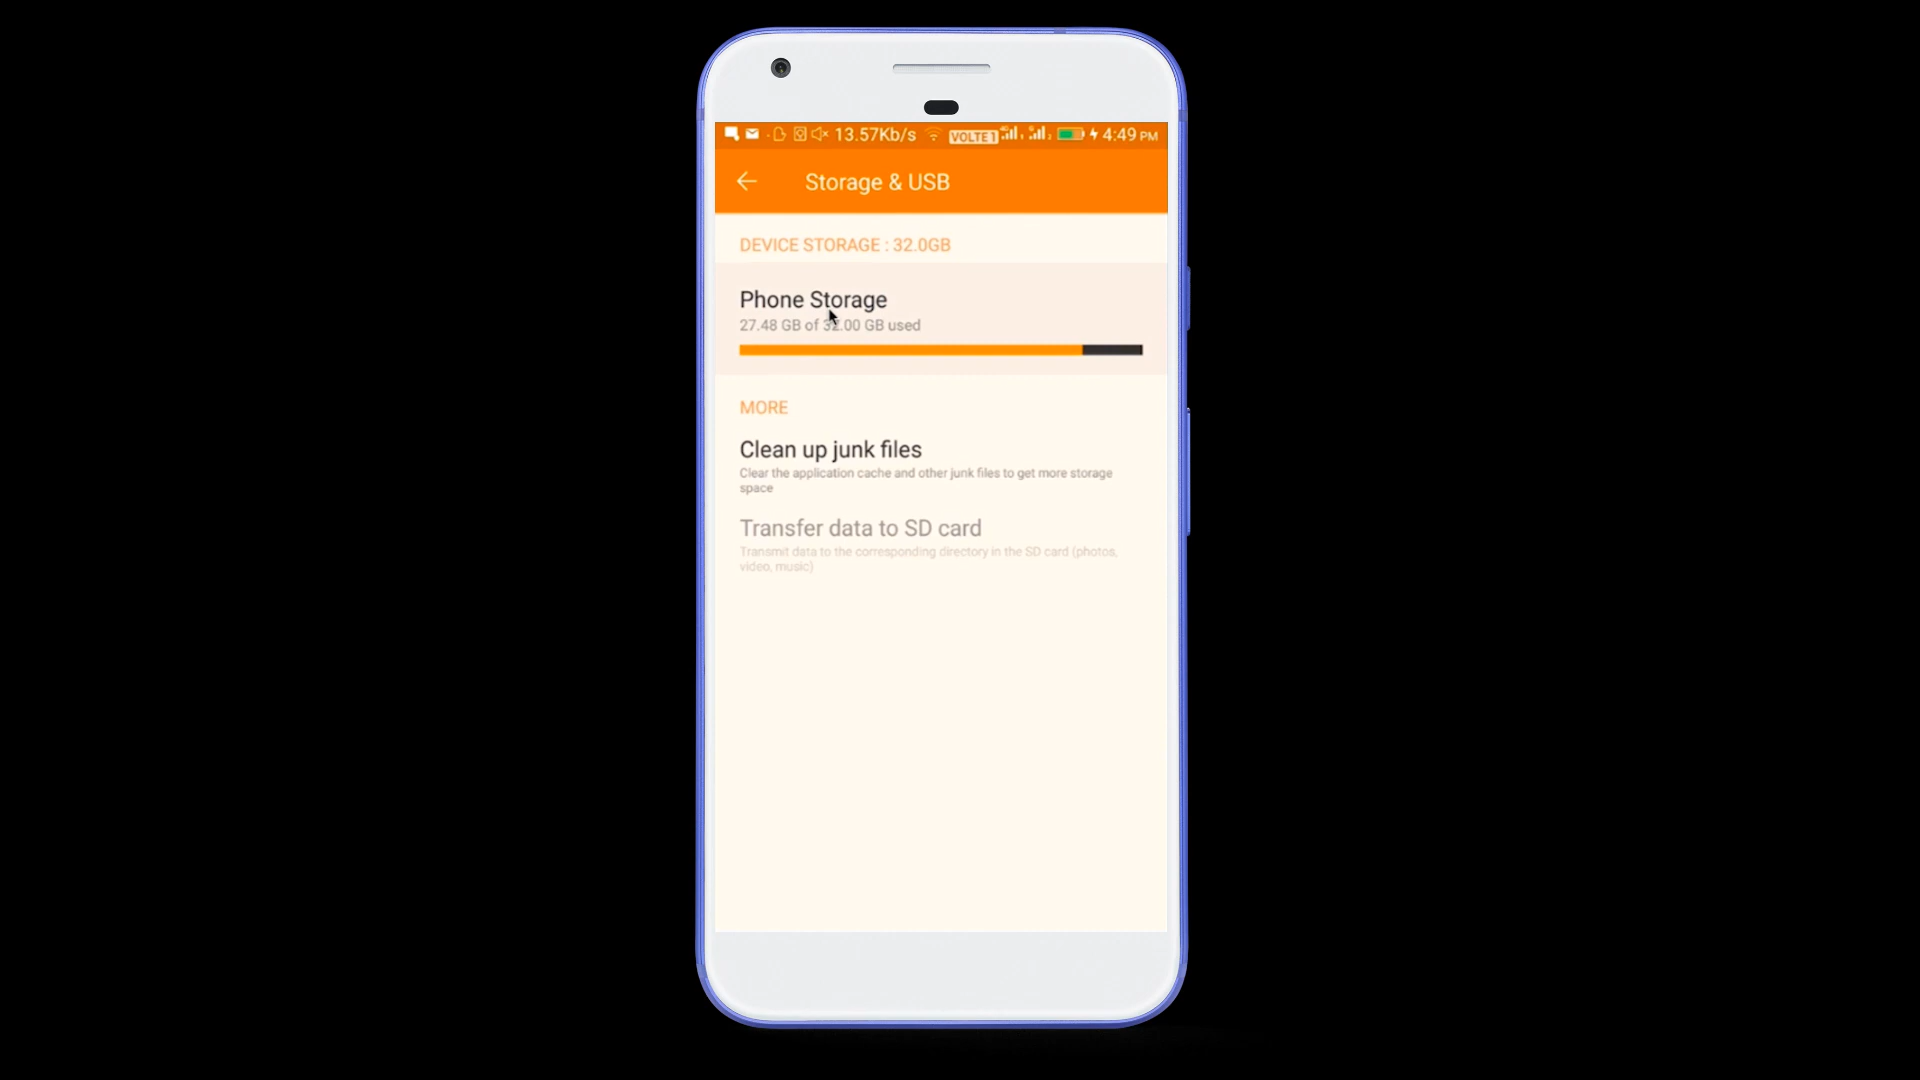 13.57Kb/s VOLTE 1 4:49 PM
Storage & USB
DEVICE STORAGE : 32.0GB
Phone Storage
27.48 GB of 32.00 GB used
MORE
Clean up junk files
Clear the application cache and other junk files to get more storage
space
Transfer data to SD card
Transmit data to the corresponding directory in the SD card (photos,
video, music)